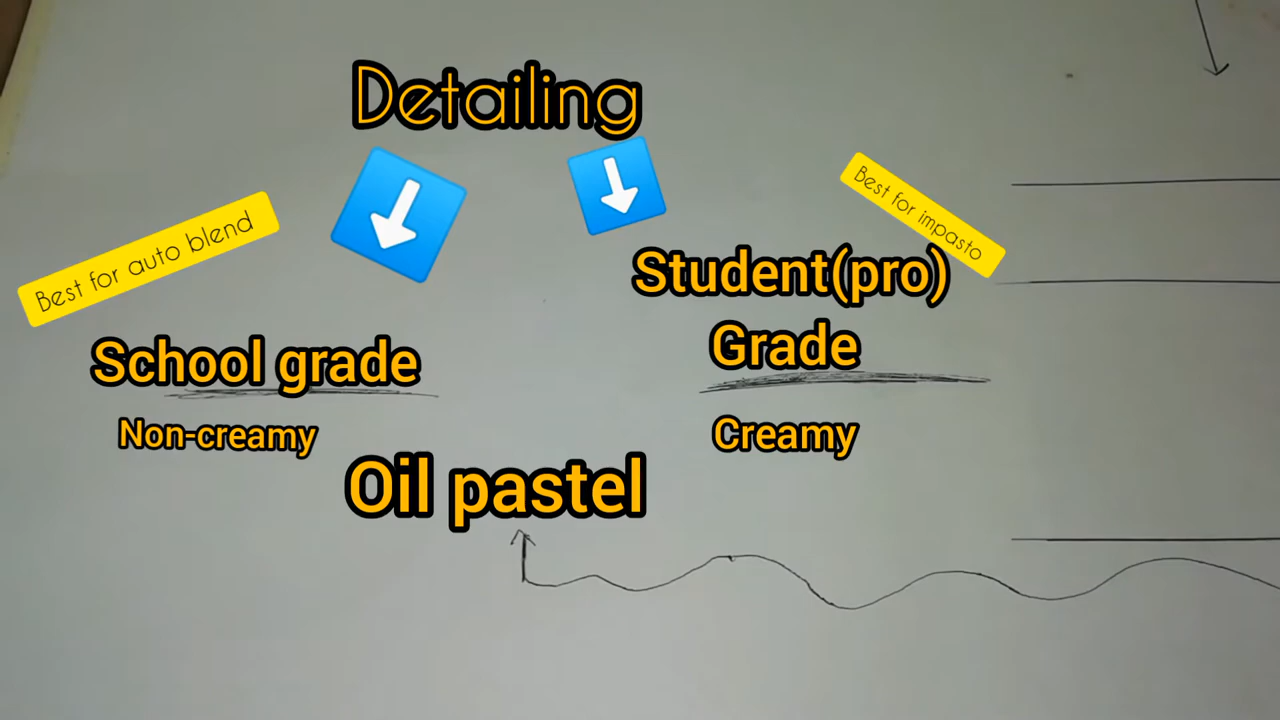 Detailing
Best for auto blend
Best for impasto
School grade
Non-creamy
Student(pro)
Grade
Creamy
Oil pastel